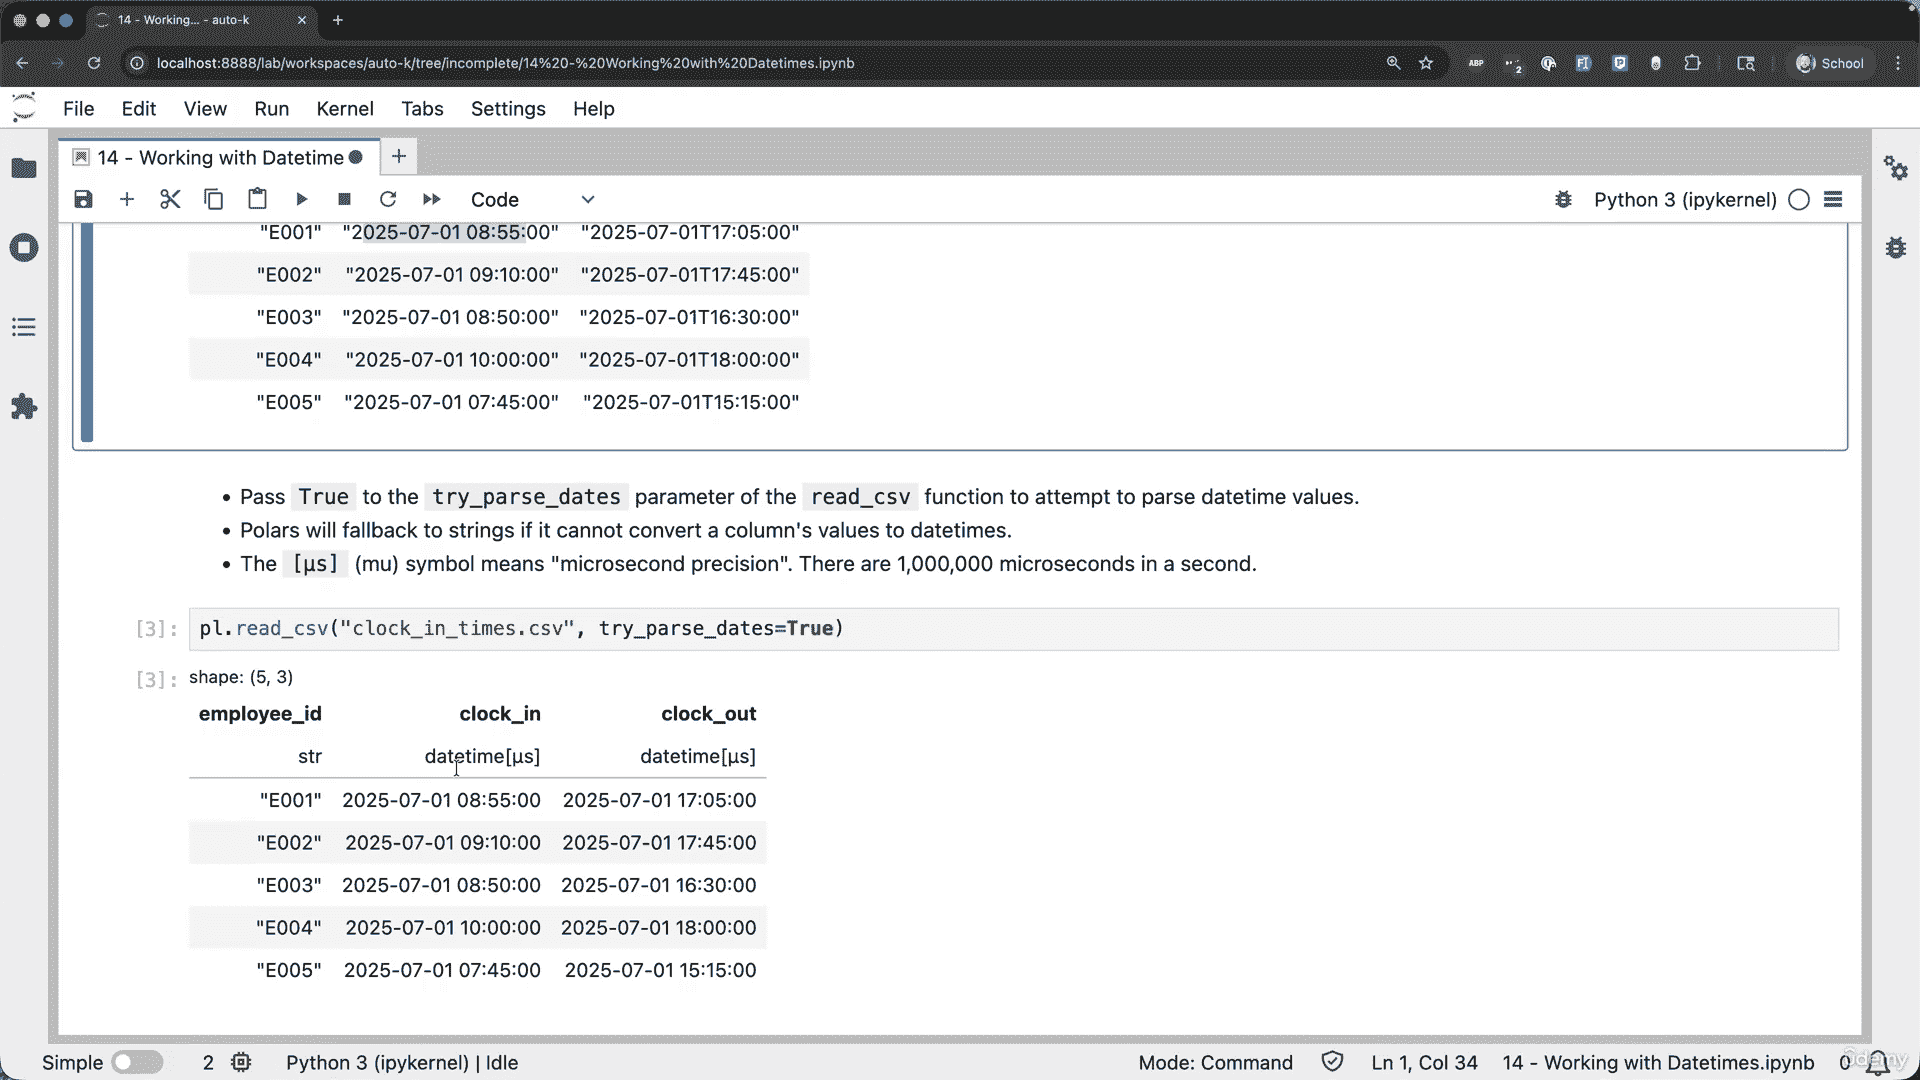 14 - Working... - auto-k
localhost:8888/lab/workspaces/auto-k/tree/incomplete/14%20-%20Working%20with%20Datetimes.ipynb
ABP
2
School
File Edit View Run Kernel Tabs Settings Help
14 - Working with Datetime
Code
Python 3 (ipykernel)
"E001" "2025-07-01 08:55:00" "2025-07-01T17:05:00"
"E002" "2025-07-01 09:10:00" "2025-07-01T17:45:00"
"E003" "2025-07-01 08:50:00" "2025-07-01T16:30:00"
"E004" "2025-07-01 10:00:00" "2025-07-01T18:00:00"
"E005" "2025-07-01 07:45:00" "2025-07-01T15:15:00"
• Pass True to the try_parse_dates parameter of the read_csv function to attempt to parse datetime values.
• Polars will fallback to strings if it cannot convert a column's values to datetimes.
• The [μs] (mu) symbol means "microsecond precision". There are 1,000,000 microseconds in a second.
[3]: pl.read_csv("clock_in_times.csv", try_parse_dates=True)
[3]: shape: (5, 3)
employee_id clock_in clock_out
str datetime[μs] datetime[μs]
"E001" 2025-07-01 08:55:00 2025-07-01 17:05:00
"E002" 2025-07-01 09:10:00 2025-07-01 17:45:00
"E003" 2025-07-01 08:50:00 2025-07-01 16:30:00
"E004" 2025-07-01 10:00:00 2025-07-01 18:00:00
"E005" 2025-07-01 07:45:00 2025-07-01 15:15:00
Simple 2 Python 3 (ipykernel) | Idle Mode: Command Ln 1, Col 34 14 - Working with Datetimes.ipynb 0
udemy